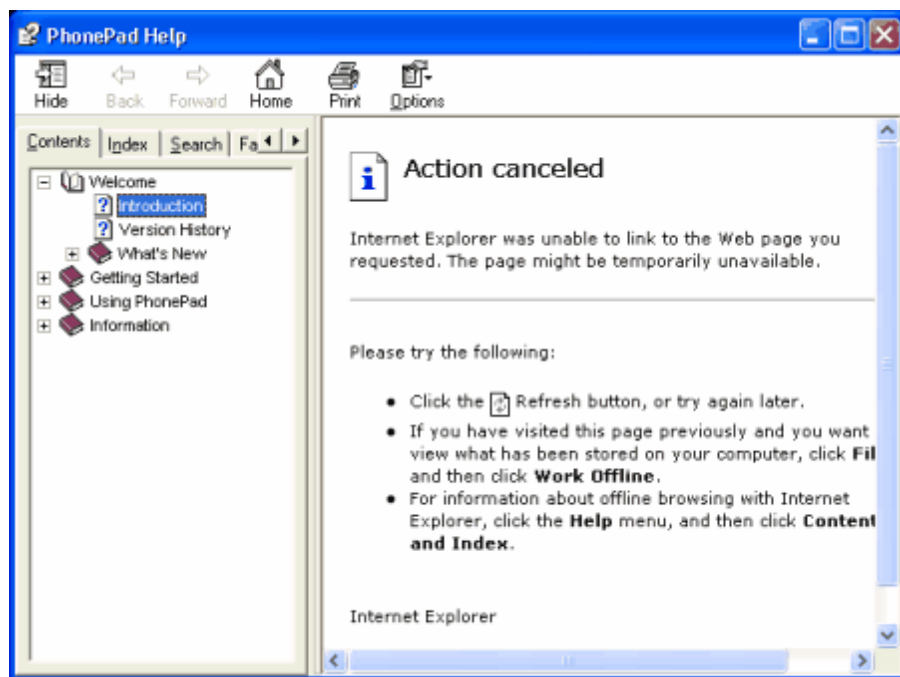 PhonePad Help
Hide Back Forward Home Print Options
Contents Index Search Fa
Welcome
Introduction
Version History
What's New
Getting Started
Using PhonePad
Information
Action canceled
Internet Explorer was unable to link to the Web page you
requested. The page might be temporarily unavailable.
Please try the following:
Click the Refresh button, or try again later.
If you have visited this page previously and you want
view what has been stored on your computer, click Fil
and then click Work Offline.
For information about offline browsing with Internet
Explorer, click the Help menu, and then click Content
and Index.
Internet Explorer